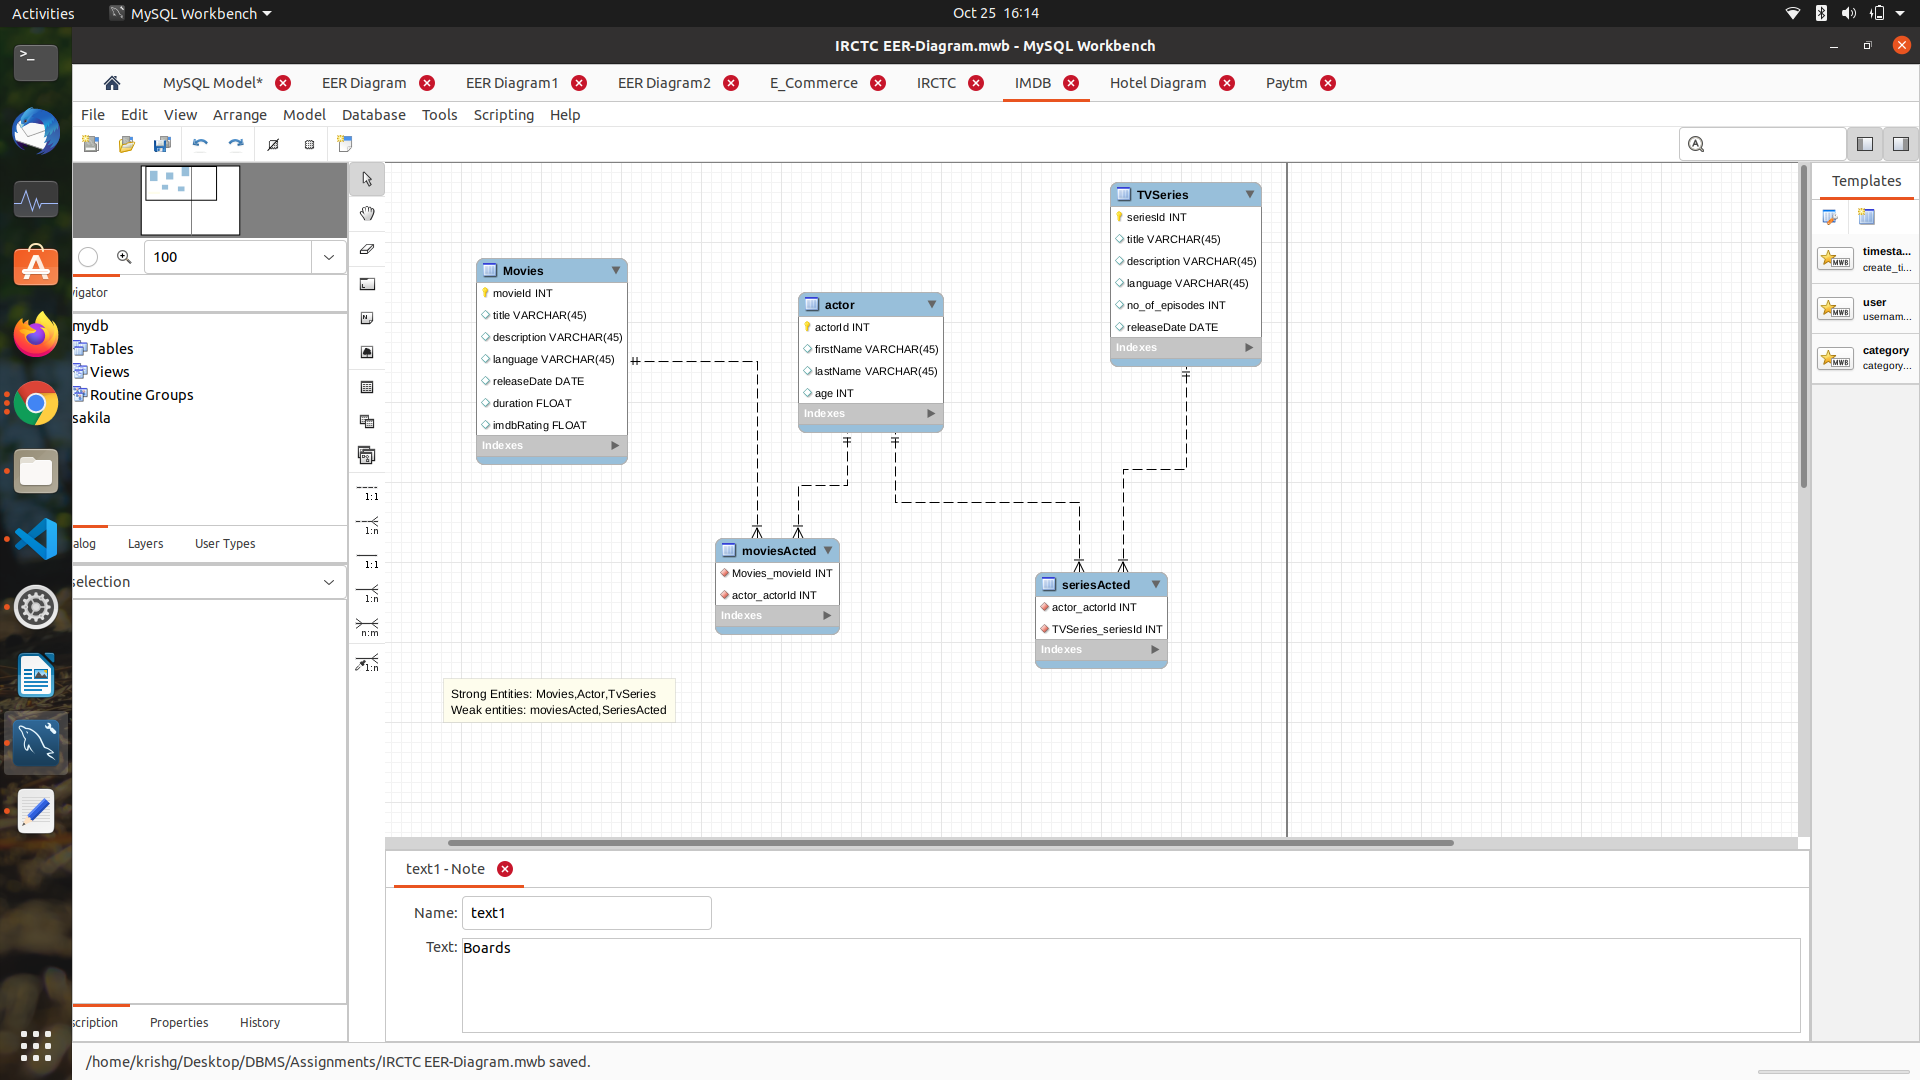 Activities
MySQL Workbench
Oct 25 16:14
IRCTC EER-Diagram.mwb - MySQL Workbench
MySQL Model*
EER Diagram
EER Diagram1
EER Diagram2
E_Commerce
IRCTC
IMDB
Hotel Diagram
Paytm
File
Edit
View
Arrange
Model
Database
Tools
Scripting
Help
100
vigator
mydb
Tables
Views
Routine Groups
sakila
alog
Layers
User Types
selection
scription
Properties
History
1:1
1:n
1:1
1:n
n:m
1:n
Movies
movieId INT
title VARCHAR(45)
description VARCHAR(45)
language VARCHAR(45)
releaseDate DATE
duration FLOAT
imdbRating FLOAT
Indexes
actor
actorId INT
firstName VARCHAR(45)
lastName VARCHAR(45)
age INT
Indexes
TVSeries
seriesId INT
title VARCHAR(45)
description VARCHAR(45)
language VARCHAR(45)
no_of_episodes INT
releaseDate DATE
Indexes
moviesActed
Movies_movieId INT
actor_actorId INT
Indexes
seriesActed
actor_actorId INT
TVSeries_seriesId INT
Indexes
Strong Entities: Movies,Actor,TvSeries
Weak entities: moviesActed,SeriesActed
Templates
timesta...
create_ti...
user
usernam...
category
category...
text1 - Note
Name:
text1
Text:
Boards
/home/krishg/Desktop/DBMS/Assignments/IRCTC EER-Diagram.mwb saved.